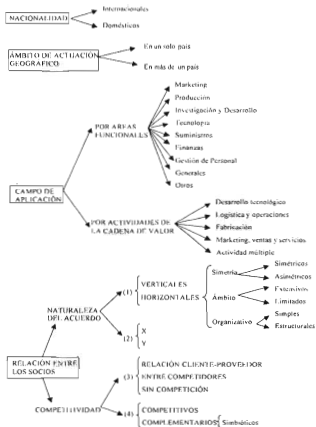 NACIONALIDAD
Internacionales
Domésticos
ÁMBITO DE ACTUACIÓN
GEOGRÁFICO
En un solo país
En más de un país
CAMPO DE
APLICACIÓN
POR AREAS
FUNCIONALES
Marketing
Producción
Investigación y Desarrollo
Tecnología
Suministros
Finanzas
Gestión de Personal
Generales
Otros
POR ACTIVIDADES DE
LA CADENA DE VALOR
Desarrollo tecnológico
Logística y operaciones
Fabricación
Marketing, ventas y servicios
Actividad múltiple
RELACIÓN ENTRE
LOS SOCIOS
NATURALEZA
DEL ACUERDO
(1)
VERTICALES
HORIZONTALES
Simetría
Simétricos
Asimétricos
Ámbito
Extensivos
Limitados
Organizativo
Simples
Estructurales
(2)
X
Y
COMPETITIVIDAD
(3)
RELACIÓN CLIENTE-PROVEEDOR
ENTRE COMPETIDORES
SIN COMPETICIÓN
(4)
COMPETITIVOS
COMPLEMENTARIOS
Simbióticos